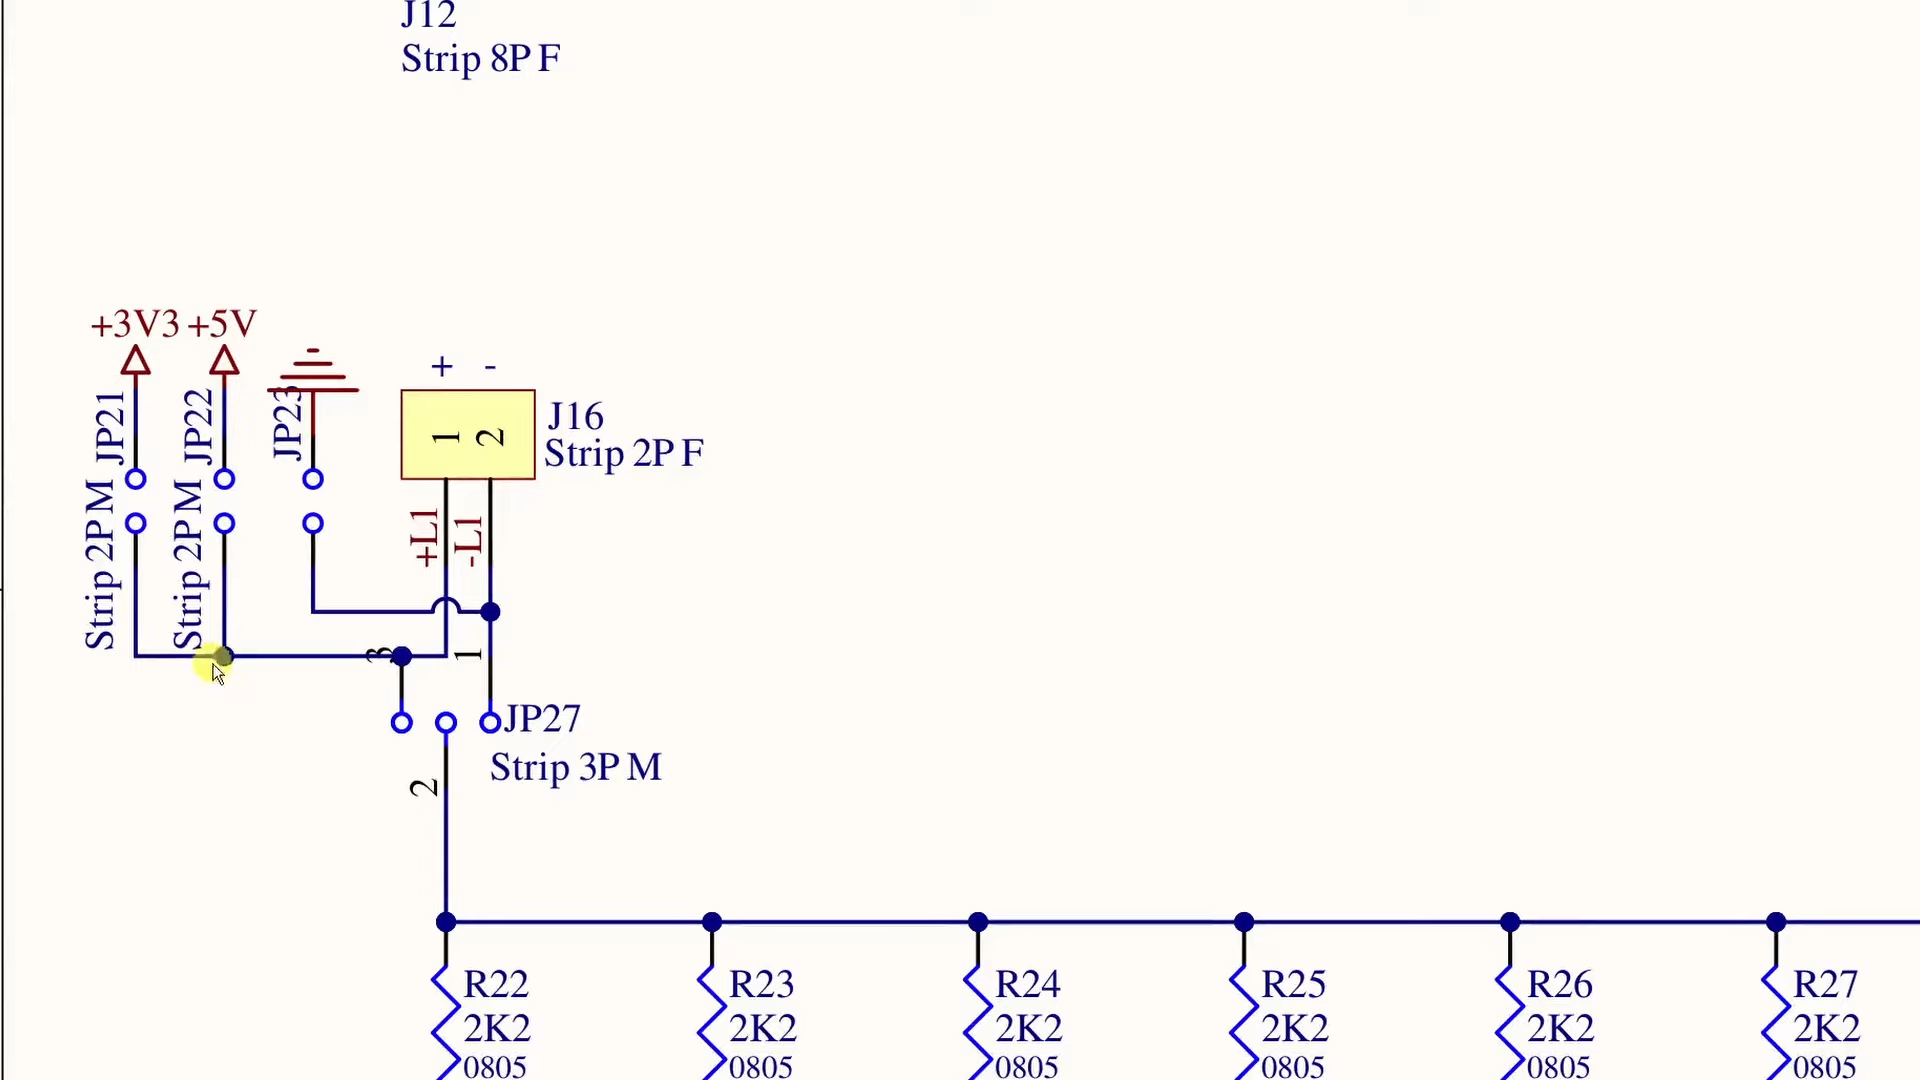 J12
Strip 8P F
+3V3 +5V
+ -
JP21
JP22
JP23
1
2
J16
Strip 2P F
Strip 2P M
Strip 2P M
+L1
-L1
3
1
JP27
Strip 3P M
2
R22
2K2
0805
R23
2K2
0805
R24
2K2
0805
R25
2K2
0805
R26
2K2
0805
R27
2K2
0805